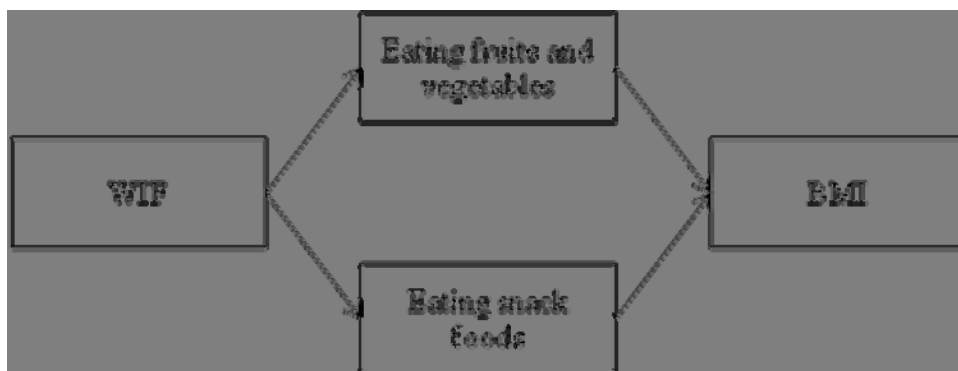 Eating fruits and
vegetables
WIF
BMI
Eating snack
foods